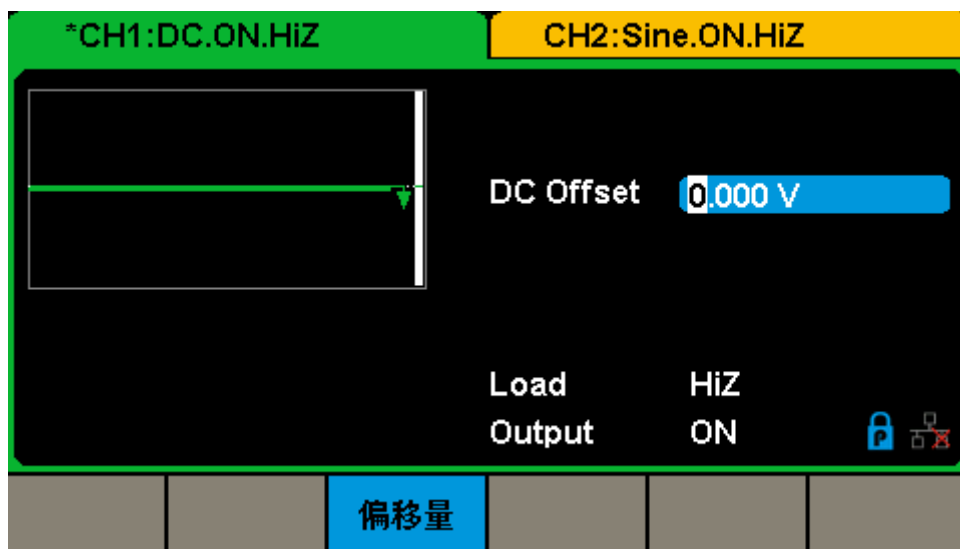 *CH1:DC.ON.HiZ
CH2:Sine.ON.HiZ
DC Offset 0.000 V
Load HiZ
Output ON
P
偏移量